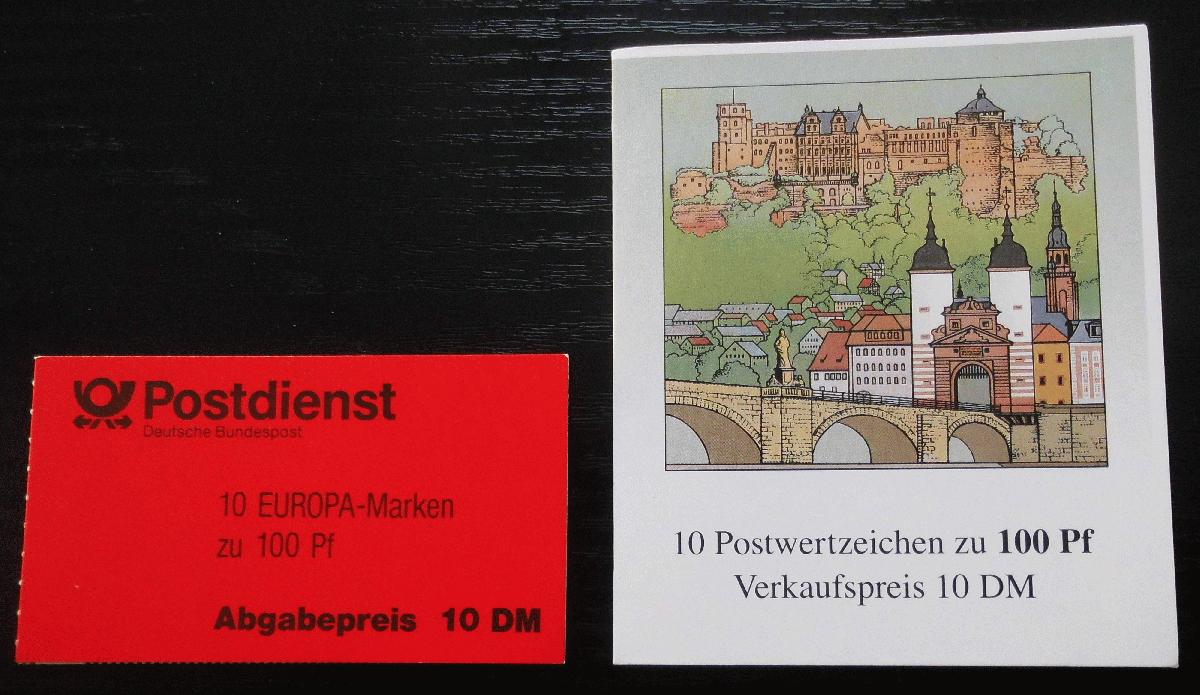 Postdienst
Deutsche Bundespost
10 EUROPA-Marken
zu 100 Pf
Abgabepreis 10 DM
10 Postwertzeichen zu 100 Pf
Verkaufspreis 10 DM